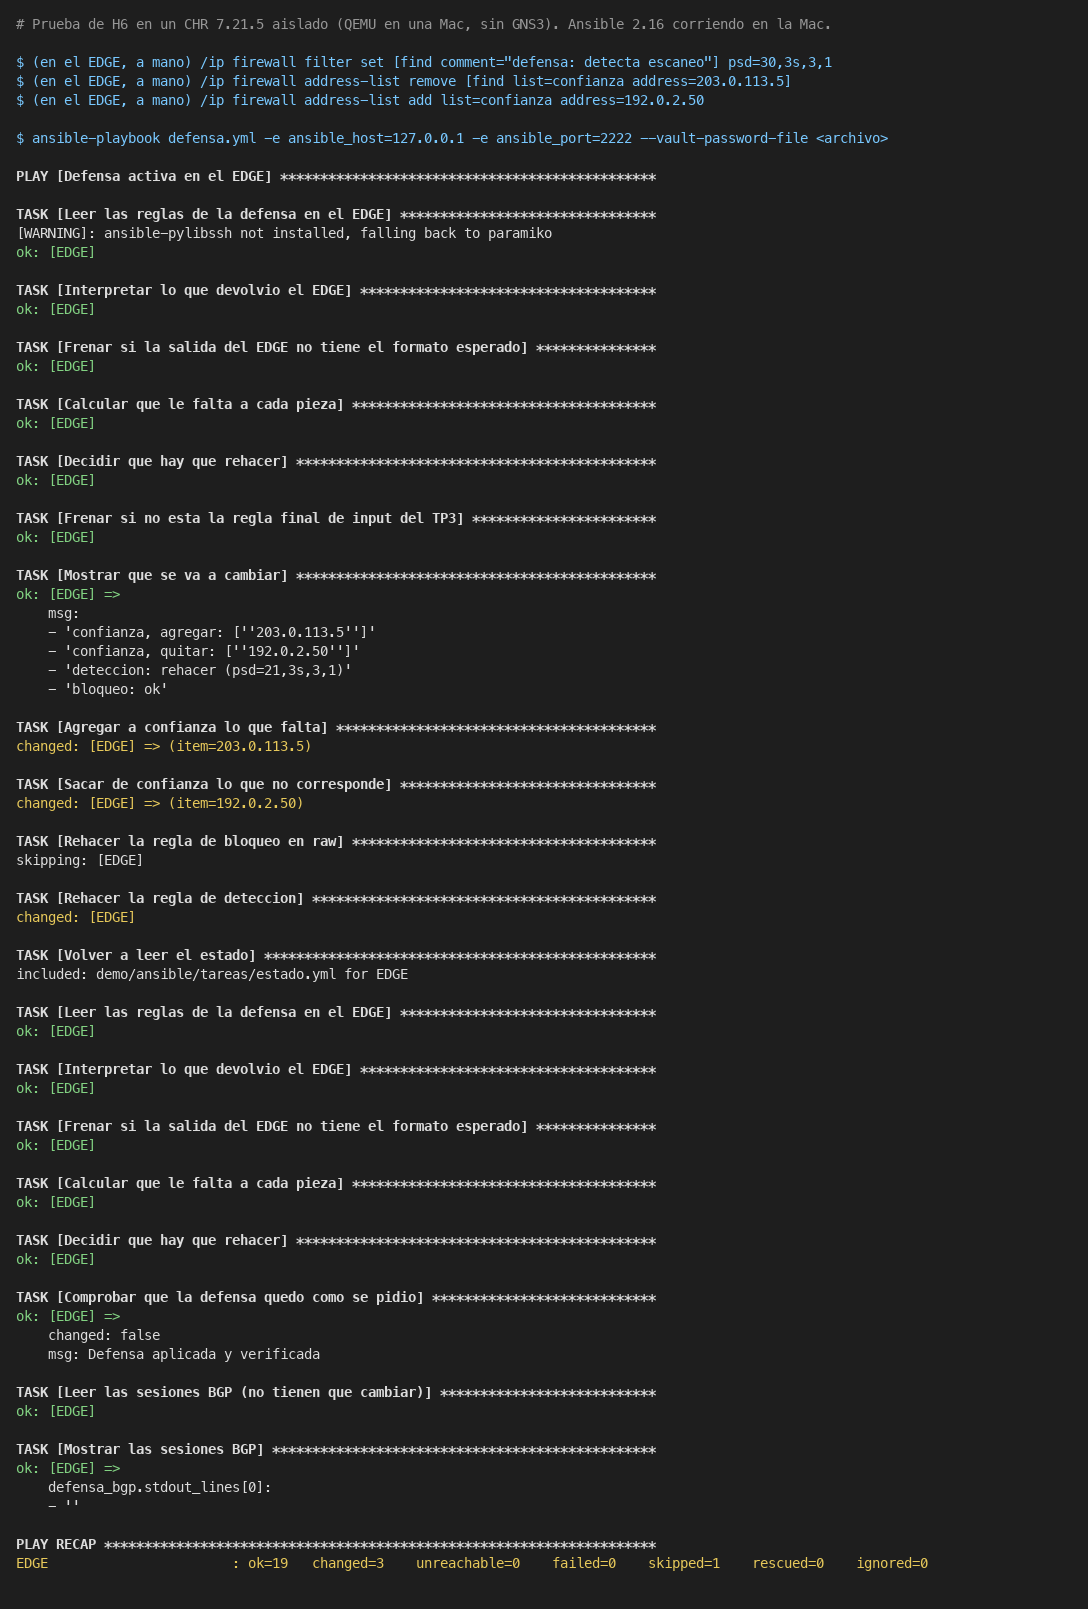 # Prueba de H6 en un CHR 7.21.5 aislado (QEMU en una Mac, sin GNS3). Ansible 2.16 corriendo en la Mac.
$ (en el EDGE, a mano) /ip firewall filter set [find comment="defensa: detecta escaneo"] psd=30,3s,3,1
$ (en el EDGE, a mano) /ip firewall address-list remove [find list=confianza address=203.0.113.5]
$ (en el EDGE, a mano) /ip firewall address-list add list=confianza address=192.0.2.50
$ ansible-playbook defensa.yml -e ansible_host=127.0.0.1 -e ansible_port=2222 --vault-password-file <archivo>
PLAY [Defensa activa en el EDGE] ***********************************************
TASK [Leer las reglas de la defensa en el EDGE] ********************************
[WARNING]: ansible-pylibssh not installed, falling back to paramiko
ok: [EDGE]
TASK [Interpretar lo que devolvio el EDGE] *************************************
ok: [EDGE]
TASK [Frenar si la salida del EDGE no tiene el formato esperado] ***************
ok: [EDGE]
TASK [Calcular que le falta a cada pieza] **************************************
ok: [EDGE]
TASK [Decidir que hay que rehacer] *********************************************
ok: [EDGE]
TASK [Frenar si no esta la regla final de input del TP3] ***********************
ok: [EDGE]
TASK [Mostrar que se va a cambiar] *********************************************
ok: [EDGE] =>
    msg:
    - 'confianza, agregar: [''203.0.113.5'']'
    - 'confianza, quitar: [''192.0.2.50'']'
    - 'deteccion: rehacer (psd=21,3s,3,1)'
    - 'bloqueo: ok'
TASK [Agregar a confianza lo que falta] ****************************************
changed: [EDGE] => (item=203.0.113.5)
TASK [Sacar de confianza lo que no corresponde] ********************************
changed: [EDGE] => (item=192.0.2.50)
TASK [Rehacer la regla de bloqueo en raw] **************************************
skipping: [EDGE]
TASK [Rehacer la regla de deteccion] *******************************************
changed: [EDGE]
TASK [Volver a leer el estado] *************************************************
included: demo/ansible/tareas/estado.yml for EDGE
TASK [Leer las reglas de la defensa en el EDGE] ********************************
ok: [EDGE]
TASK [Interpretar lo que devolvio el EDGE] *************************************
ok: [EDGE]
TASK [Frenar si la salida del EDGE no tiene el formato esperado] ***************
ok: [EDGE]
TASK [Calcular que le falta a cada pieza] **************************************
ok: [EDGE]
TASK [Decidir que hay que rehacer] *********************************************
ok: [EDGE]
TASK [Comprobar que la defensa quedo como se pidio] ****************************
ok: [EDGE] =>
    changed: false
    msg: Defensa aplicada y verificada
TASK [Leer las sesiones BGP (no tienen que cambiar)] ***************************
ok: [EDGE]
TASK [Mostrar las sesiones BGP] ************************************************
ok: [EDGE] =>
    defensa_bgp.stdout_lines[0]:
    - ''
PLAY RECAP *********************************************************************
EDGE                       : ok=19   changed=3    unreachable=0    failed=0    skipped=1    rescued=0    ignored=0